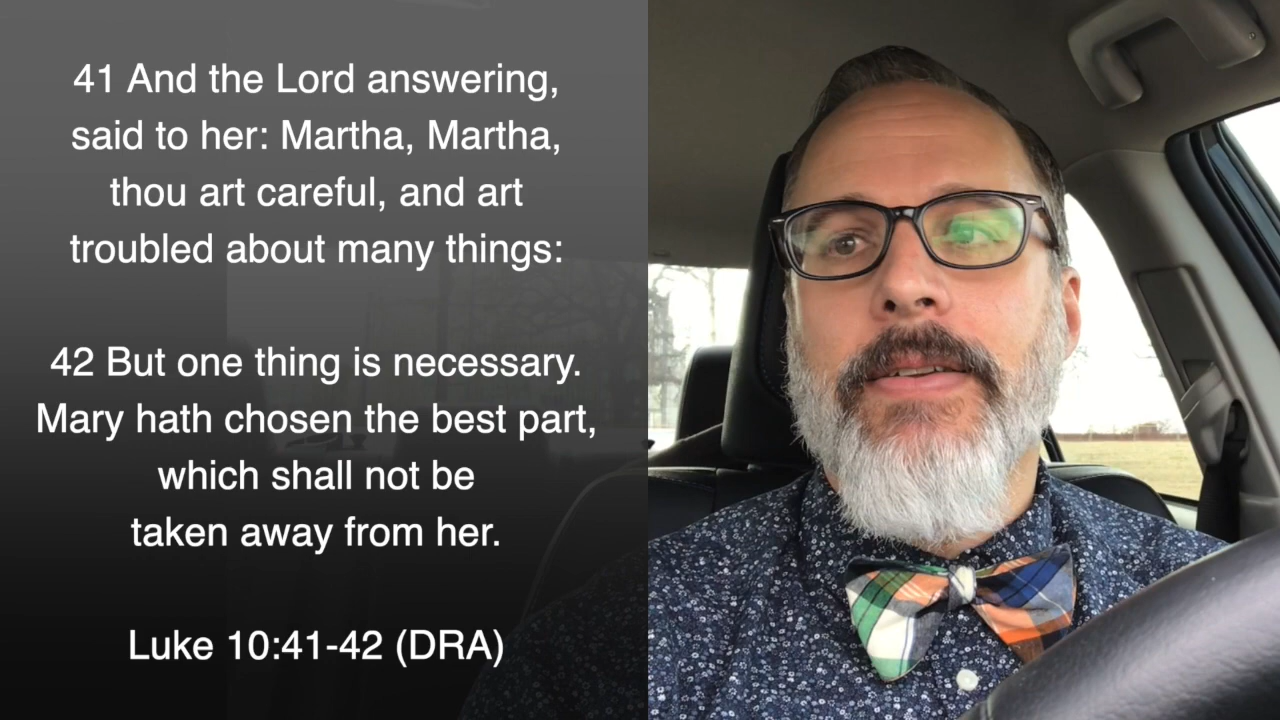 41 And the Lord answering,
said to her: Martha, Martha,
thou art careful, and art
troubled about many things:
42 But one thing is necessary.
Mary hath chosen the best part,
which shall not be
taken away from her.
Luke 10:41-42 (DRA)